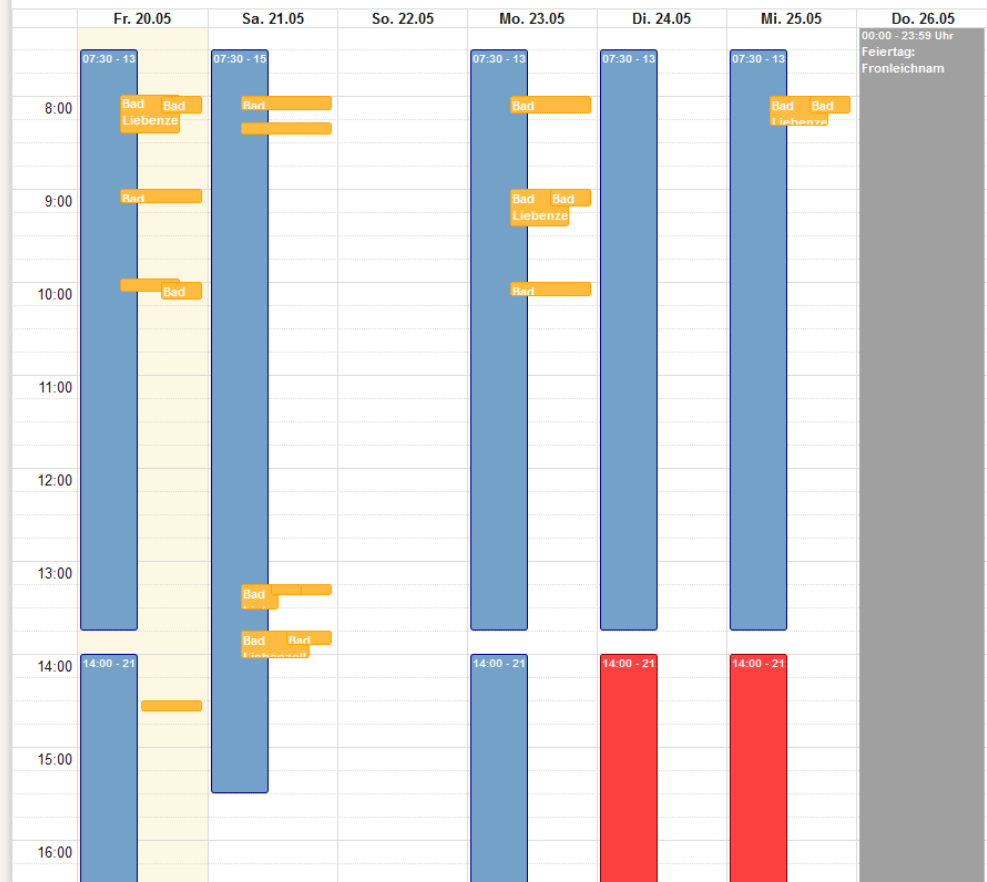 Fr. 20.05 Sa. 21.05 So. 22.05 Mo. 23.05 Di. 24.05 Mi. 25.05 Do. 26.05
00:00 - 23:59 Uhr
Feiertag:
Fronleichnam
07:30 - 13 07:30 - 15 07:30 - 13 07:30 - 13 07:30 - 13
8:00 Bad Bad Bad Bad Bad Bad
Liebenze Liebenze
9:00 Bad Bad Bad
Liebenze
10:00 Bad Bad
11:00
12:00
13:00
Bad
14:00 Bad Bad
Liebenzell
14:00 - 21 14:00 - 21 14:00 - 21 14:00 - 21
15:00
16:00